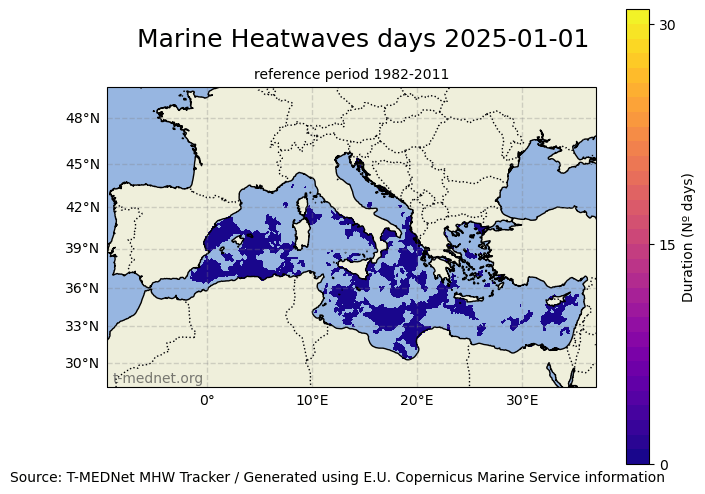 Marine Heatwaves days 2025-01-01
reference period 1982-2011
30
15
0
Duration (Nº days)
48°N
45°N
42°N
39°N
36°N
33°N
30°N
t-mednet.org
0°
10°E
20°E
30°E
Source: T-MEDNet MHW Tracker / Generated using E.U. Copernicus Marine Service information